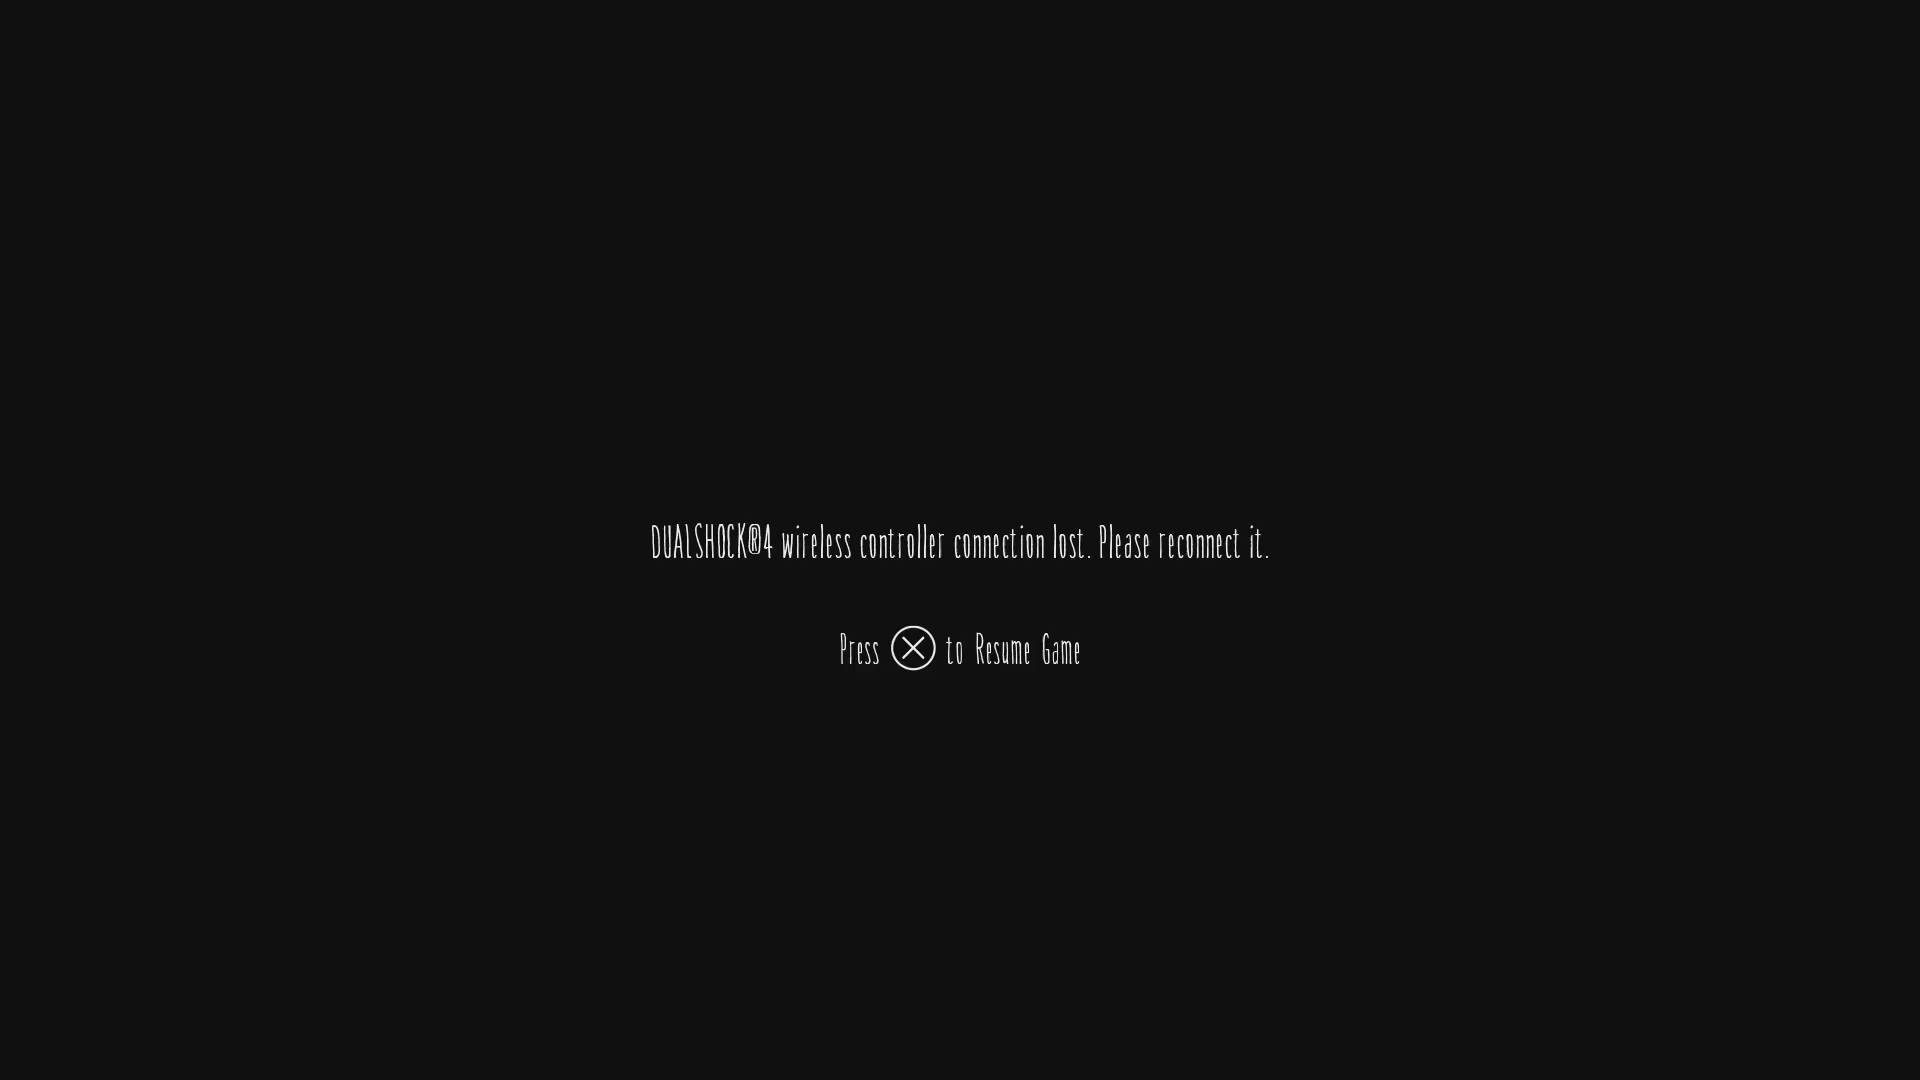 DUALSHOCK®4 wireless controller connection lost. Please reconnect it.
Press ⊗ to Resume Game